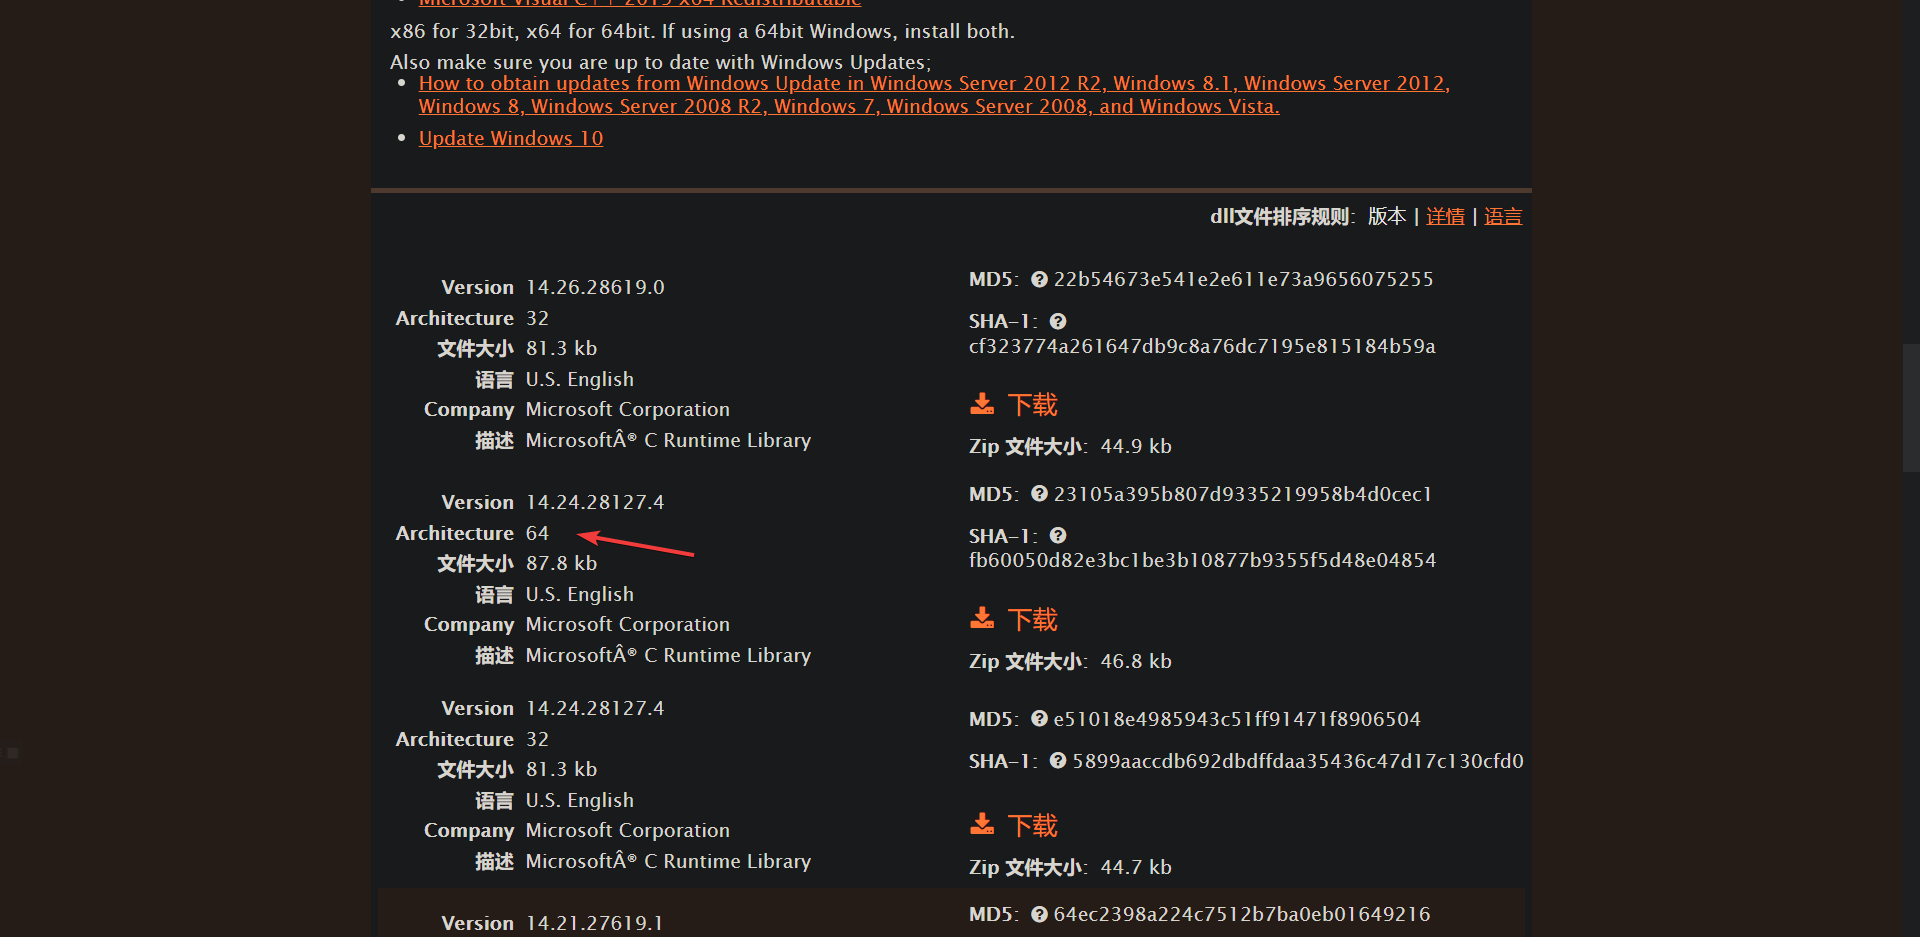 Microsoft Visual C++ 2015 x64 Redistributable
x86 for 32bit, x64 for 64bit. If using a 64bit Windows, install both.
Also make sure you are up to date with Windows Updates;
How to obtain updates from Windows Update in Windows Server 2012 R2, Windows 8.1, Windows Server 2012,
Windows 8, Windows Server 2008 R2, Windows 7, Windows Server 2008, and Windows Vista.
Update Windows 10
dll文件排序规则: 版本 | 详情 | 语言
Version 14.26.28619.0
Architecture 32
文件大小 81.3 kb
语言 U.S. English
Company Microsoft Corporation
描述 MicrosoftÂ® C Runtime Library
MD5: 22b54673e541e2e611e73a9656075255
SHA-1:
cf323774a261647db9c8a76dc7195e815184b59a
下载
Zip 文件大小: 44.9 kb
Version 14.24.28127.4
Architecture 64
文件大小 87.8 kb
语言 U.S. English
Company Microsoft Corporation
描述 MicrosoftÂ® C Runtime Library
MD5: 23105a395b807d9335219958b4d0cec1
SHA-1:
fb60050d82e3bc1be3b10877b9355f5d48e04854
下载
Zip 文件大小: 46.8 kb
Version 14.24.28127.4
Architecture 32
文件大小 81.3 kb
语言 U.S. English
Company Microsoft Corporation
描述 MicrosoftÂ® C Runtime Library
MD5: e51018e4985943c51ff91471f8906504
SHA-1: 5899aaccdb692dbdffdaa35436c47d17c130cfd0
下载
Zip 文件大小: 44.7 kb
Version 14.21.27619.1
MD5: 64ec2398a224c7512b7ba0eb01649216